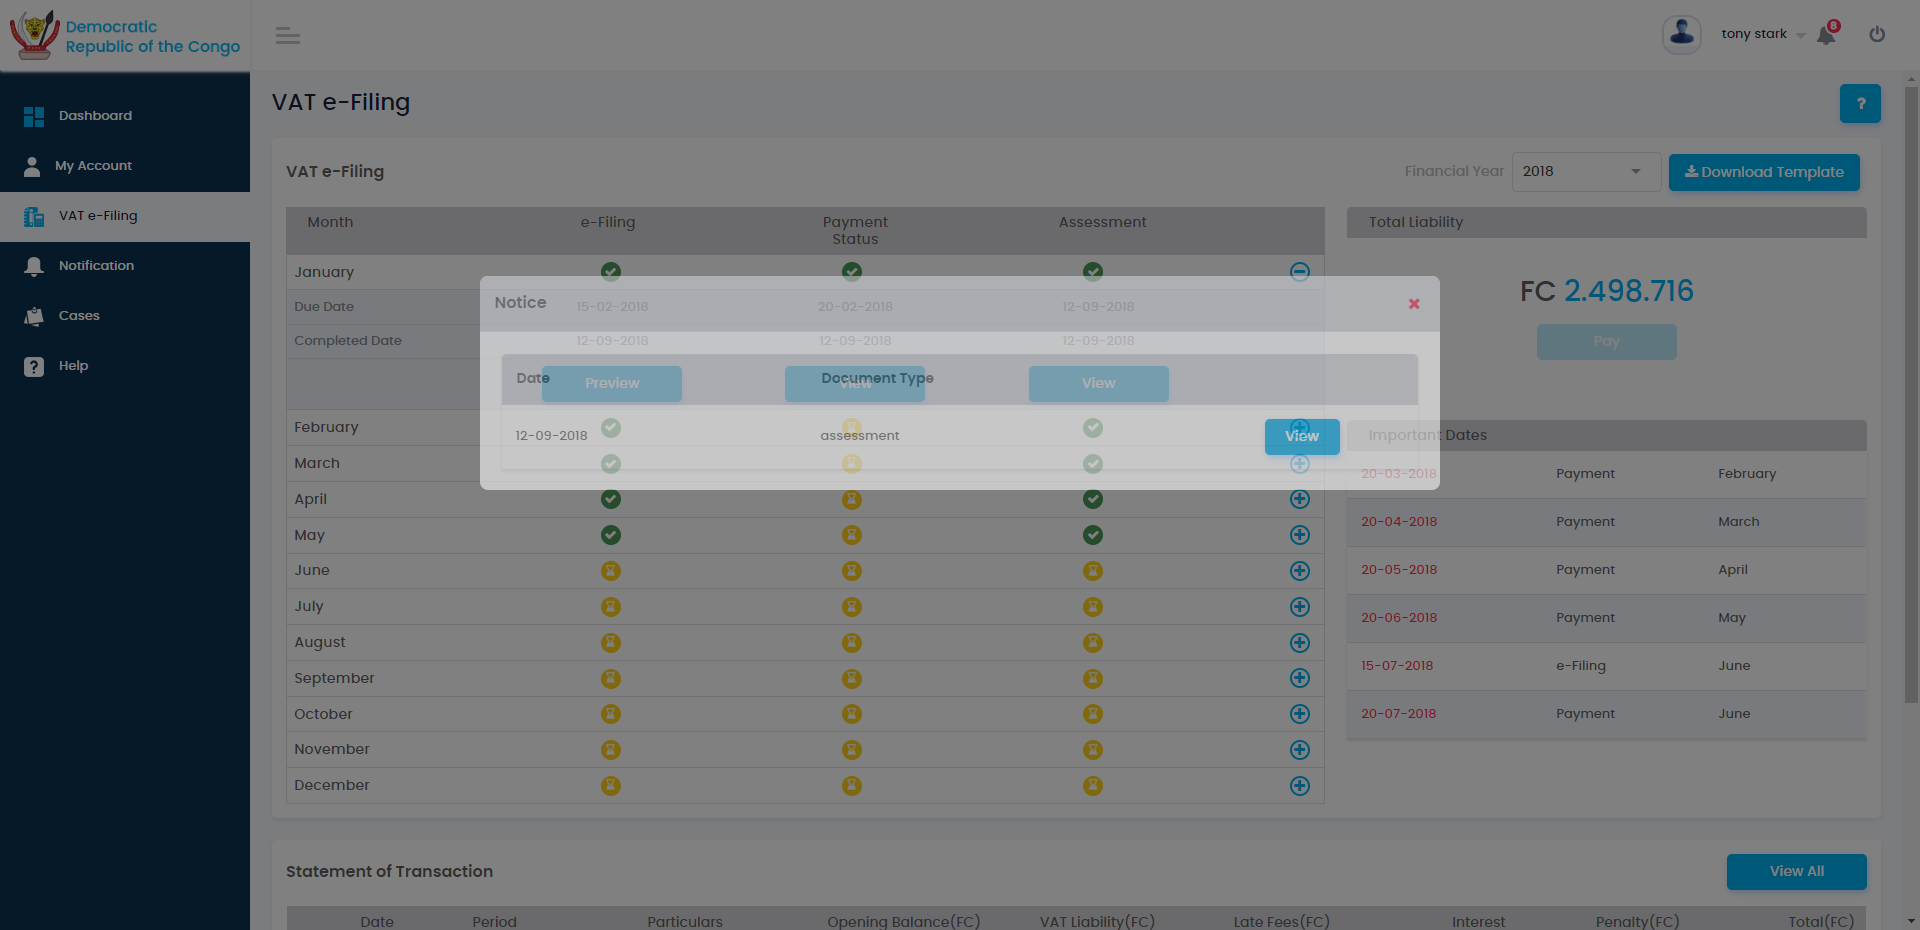 Democratic
Republic of the Congo
tony stark
8
Dashboard
My Account
VAT e-Filing
Notification
Cases
Help
VAT e-Filing
?
VAT e-Filing
Financial Year
2018
Download Template
Month e-Filing Payment Status Assessment
January
Due Date 15-02-2018 20-02-2018 12-09-2018
Completed Date 12-09-2018 12-09-2018 12-09-2018
Preview View View
February
March
April
May
June
July
August
September
October
November
December
Notice
Date Document Type
12-09-2018 assessment View
Total Liability
FC 2.498.716
Pay
Important Dates
20-03-2018 Payment February
20-04-2018 Payment March
20-05-2018 Payment April
20-06-2018 Payment May
15-07-2018 e-Filing June
20-07-2018 Payment June
Statement of Transaction
View All
Date Period Particulars Opening Balance(FC) VAT Liability(FC) Late Fees(FC) Interest Penalty(FC) Total(FC)